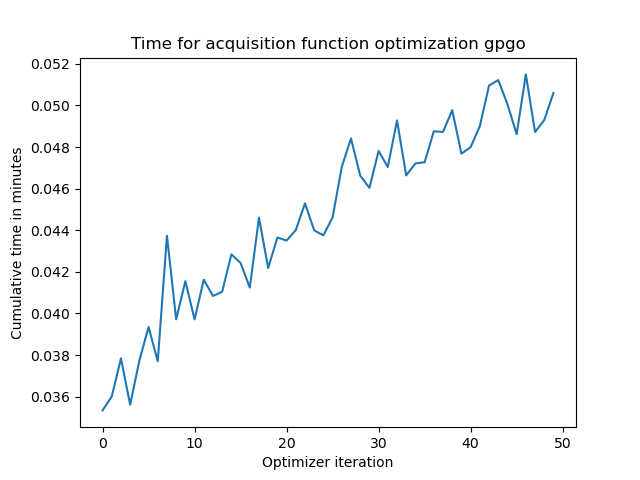 Time for acquisition function optimization gpgo
0.052
0.050
0.048
0.046
0.044
0.042
0.040
0.038
0.036
Cumulative time in minutes
0 10 20 30 40 50
Optimizer iteration